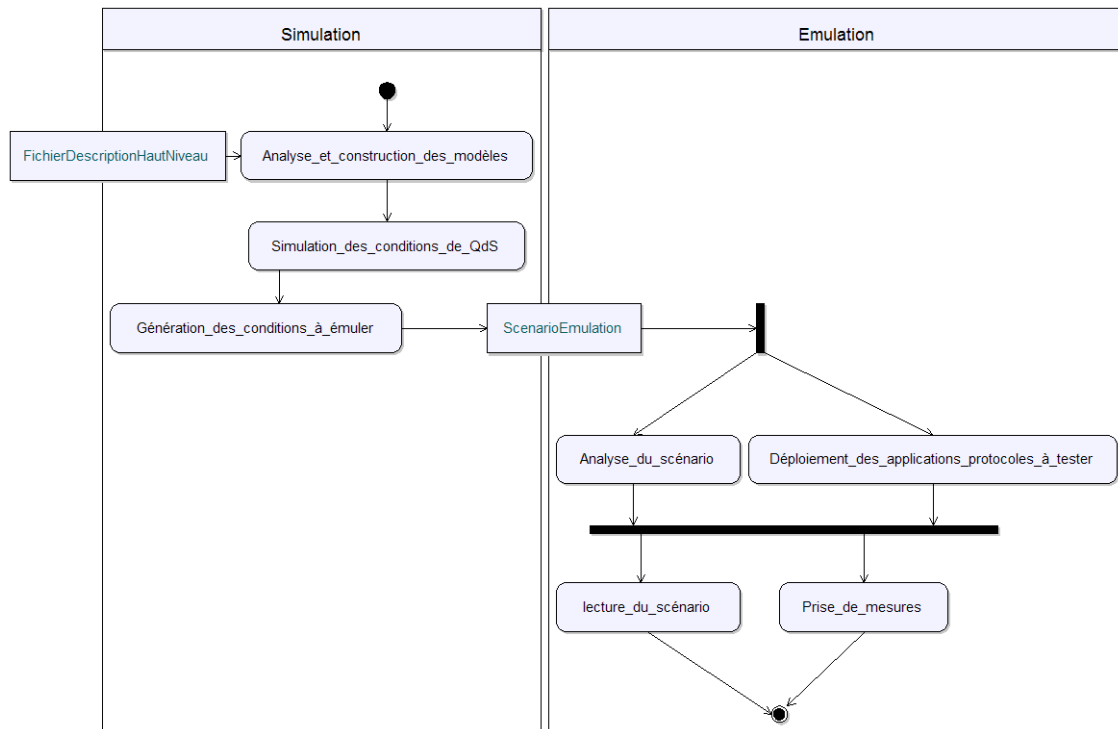 Simulation
Emulation
FichierDescriptionHautNiveau
Analyse_et_construction_des_modèles
Simulation_des_conditions_de_QdS
Génération_des_conditions_à_émuler
ScenarioEmulation
Analyse_du_scénario
Déploiement_des_applications_protocoles_à_tester
lecture_du_scénario
Prise_de_mesures